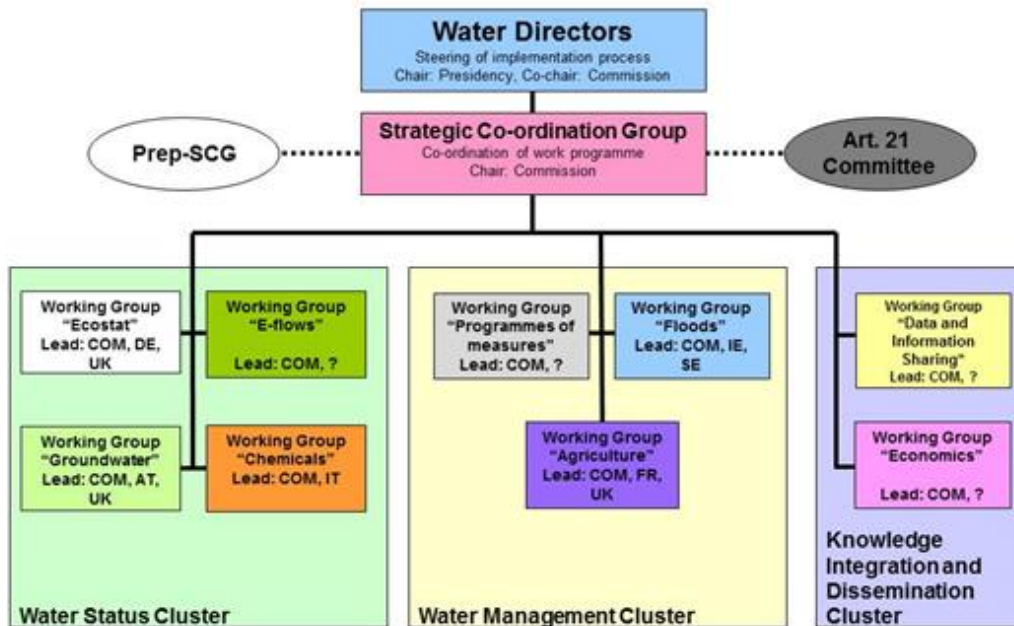 Water Directors
Steering of implementation process
Chair: Presidency, Co-chair: Commission
Strategic Co-ordination Group
Co-ordination of work programme
Chair: Commission
Prep-SCG
Art. 21
Committee
Working Group
“Ecostat”
Lead: COM, DE,
UK
Working Group
“E-flows”
Lead: COM, ?
Working Group
“Groundwater”
Lead: COM, AT,
UK
Working Group
“Chemicals”
Lead: COM, IT
Water Status Cluster
Working Group
“Programmes of
measures”
Lead: COM, ?
Working Group
“Floods”
Lead: COM, IE,
SE
Working Group
“Agriculture”
Lead: COM, FR,
UK
Water Management Cluster
Working Group
“Data and
Information
Sharing“
Lead: COM, ?
Working Group
“Economics”
Lead: COM, ?
Knowledge
Integration and
Dissemination
Cluster